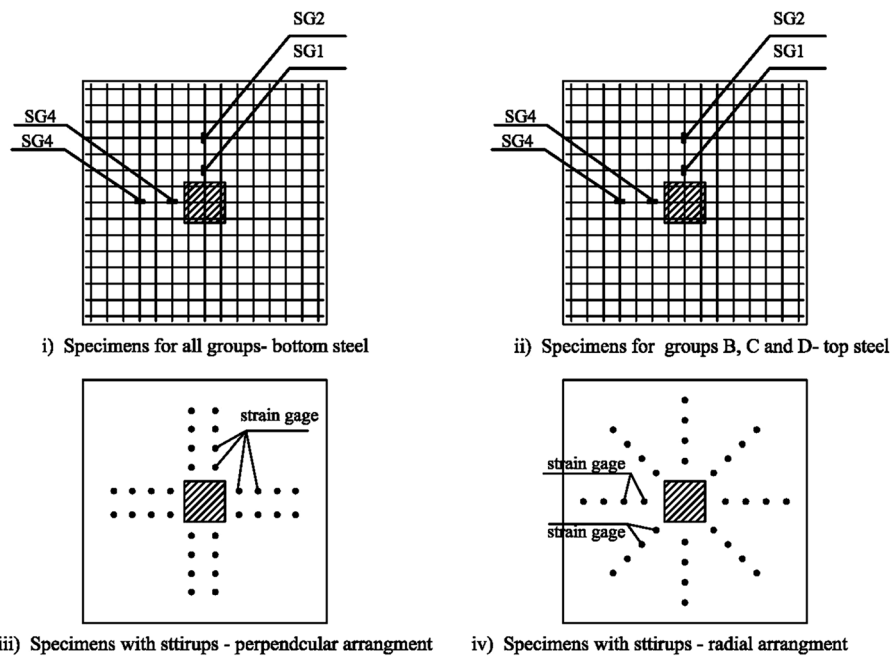 SG2
SG1
SG4
SG4
SG2
SG1
SG4
SG4
i) Specimens for all groups- bottom steel
ii) Specimens for groups B, C and D- top steel
strain gage
strain gage
strain gage
iii) Specimens with sttirups - perpendcular arrangment
iv) Specimens with sttirups - radial arrangment